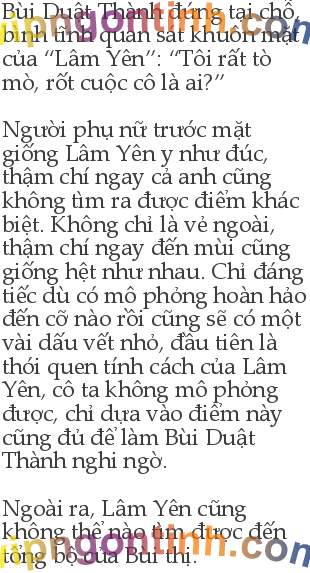 Bùi Duật Thành đứng tại chỗ,
bình tĩnh quan sát khuôn mặt
của “Lâm Yên”: “Tôi rất tò
mò, rốt cuộc cô là ai?”

Người phụ nữ trước mặt
giống Lâm Yên y như đúc,
thậm chí ngay cả anh cũng
không tìm ra được điểm khác
biệt. Không chỉ là vẻ ngoài,
thậm chí ngay đến mùi cũng
giống hệt như nhau. Chỉ đáng
tiếc dù có mô phỏng hoàn hảo
đến cỡ nào rồi cũng sẽ có một
vài dấu vết nhỏ, đầu tiên là
thói quen tính cách của Lâm
Yên, cô ta không mô phỏng
được, chỉ dựa vào điểm này
cũng đủ để làm Bùi Duật
Thành nghi ngờ.

Ngoài ra, Lâm Yên cũng
không thể nào tìm được đến
tổng bộ của Bùi thị.
vipngontinh.com
vipngontinh.com